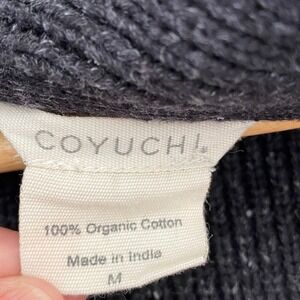 COYUCHI®
100% Organic Cotton
Made in India
M